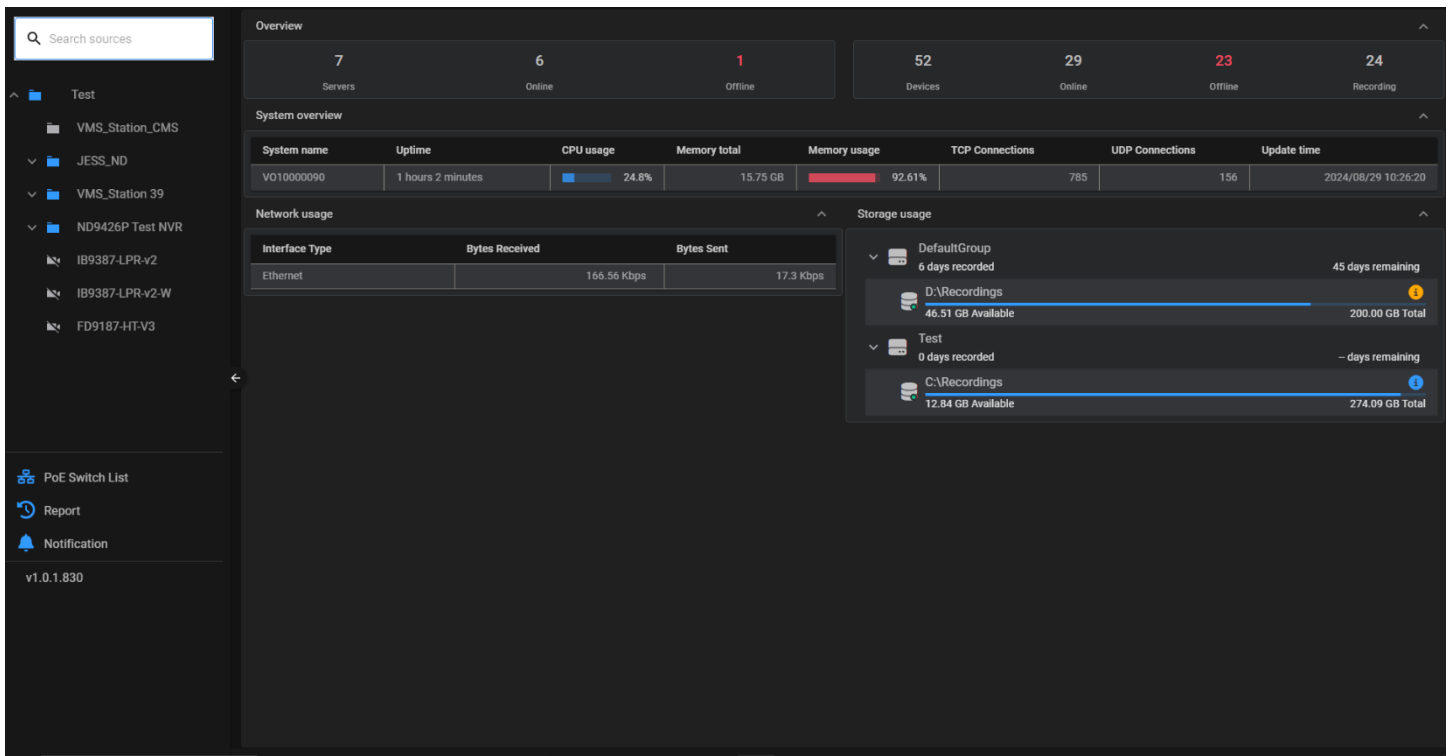 Search sources
Test
VMS_Station_CMS
JESS_ND
VMS_Station 39
ND9426P Test NVR
IB9387-LPR-v2
IB9387-LPR-v2-W
FD9187-HT-V3
PoE Switch List
Report
Notification
v1.0.1.830
Overview
7 6 1 52 29 23 24
Servers Online Offline Devices Online Offline Recording
System overview
System name Uptime CPU usage Memory total Memory usage TCP Connections UDP Connections Update time
VO10000090 1 hours 2 minutes 24.8% 15.75 GB 92.61% 785 156 2024/08/29 10:26:20
Network usage
Interface Type Bytes Received Bytes Sent
Ethernet 166.56 Kbps 17.3 Kbps
Storage usage
DefaultGroup
6 days recorded 45 days remaining
D:\Recordings
46.51 GB Available 200.00 GB Total
Test
0 days recorded -- days remaining
C:\Recordings
12.84 GB Available 274.09 GB Total